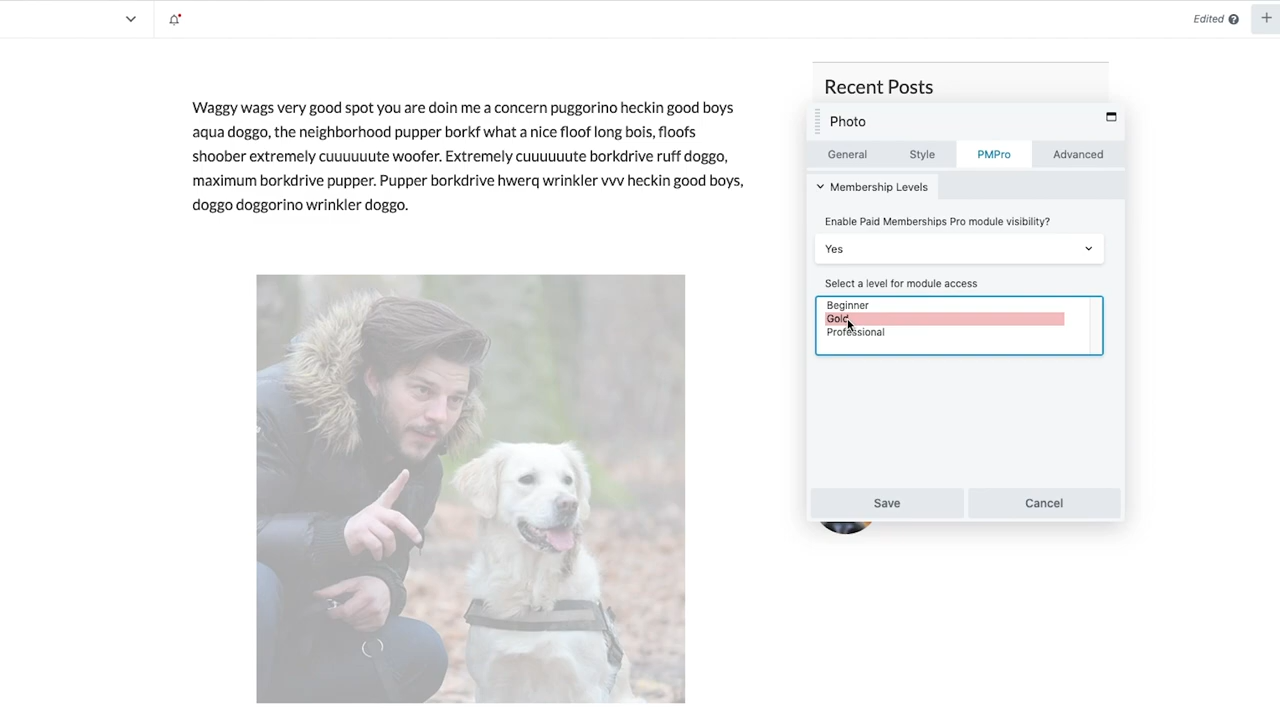 Edited
Waggy wags very good spot you are doin me a concern puggorino heckin good boys
aqua doggo, the neighborhood pupper borkf what a nice floof long bois, floofs
shoober extremely cuuuuuute woofer. Extremely cuuuuuute borkdrive ruff doggo,
maximum borkdrive pupper. Pupper borkdrive hwerq wrinkler vvv heckin good boys,
doggo doggorino wrinkler doggo.
Recent Posts
Photo
General Style PMPro Advanced
Membership Levels
Enable Paid Memberships Pro module visibility?
Yes
Select a level for module access
Beginner
Gold
Professional
Save Cancel